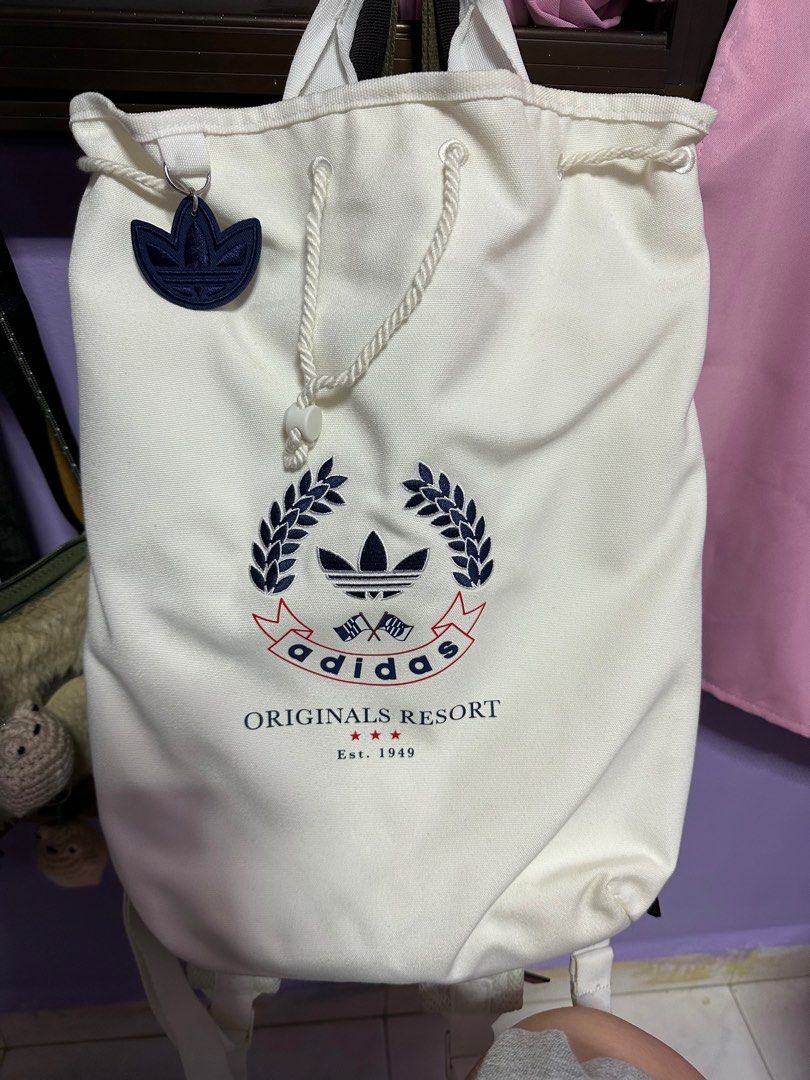 adidas
ORIGINALS RESORT
★ ★ ★
Est. 1949